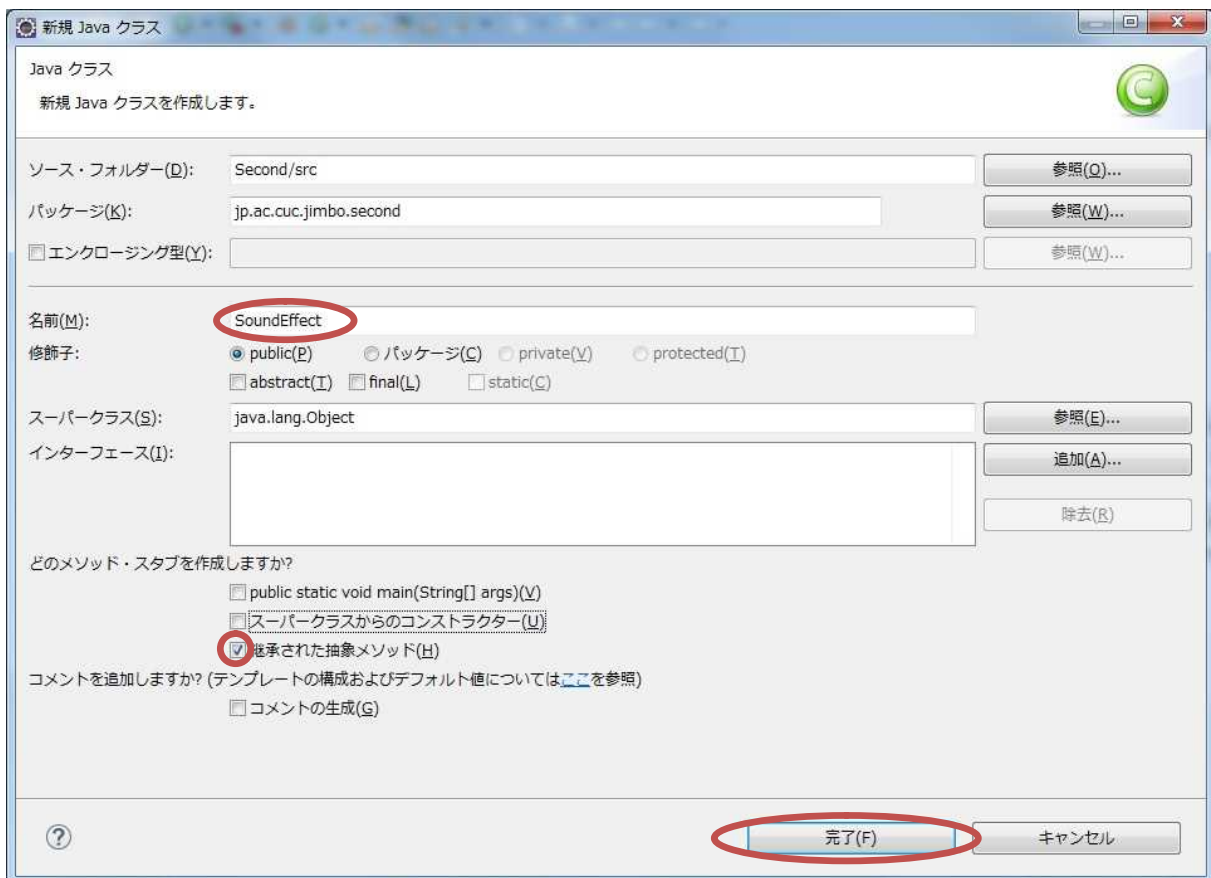 新規 Java クラス
Java クラス
新規 Java クラスを作成します。
ソース・フォルダー(D): Second/src 参照(O)...
パッケージ(K): jp.ac.cuc.jimbo.second 参照(W)...
エンクロージング型(Y): 参照(W)...
名前(M): SoundEffect
修飾子: public(P) パッケージ(C) private(V) protected(T)
abstract(T) final(L) static(C)
スーパークラス(S): java.lang.Object 参照(E)...
インターフェース(I): 追加(A)...
除去(R)
どのメソッド・スタブを作成しますか?
public static void main(String[] args)(V)
スーパークラスからのコンストラクター(U)
継承された抽象メソッド(H)
コメントを追加しますか? (テンプレートの構成およびデフォルト値についてはここを参照)
コメントの生成(G)
完了(F) キャンセル